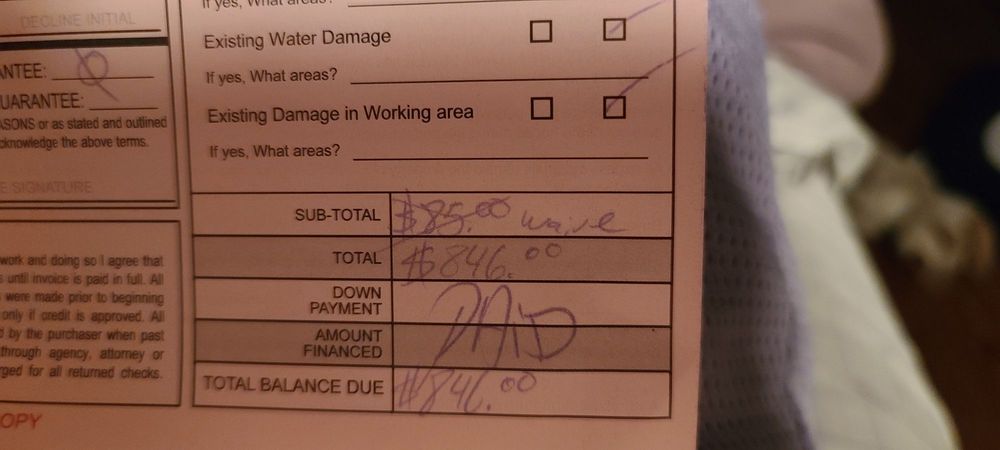 If yes, What areas?
DECLINE INITIAL
Existing Water Damage
ANTEE:
If yes, What areas?
UARANTEE:
Existing Damage in Working area
ASONS or as stated and outlined
cknowledge the above terms.
If yes, What areas?
E SIGNATURE
SUB-TOTAL $85.00 waive
TOTAL $846.00
DOWN
PAYMENT
PAID
AMOUNT
FINANCED
TOTAL BALANCE DUE $846.00
work and doing so I agree that
s until invoice is paid in full. All
were made prior to beginning
only if credit is approved. All
d by the purchaser when past
through agency, attorney or
rged for all returned checks.
OPY